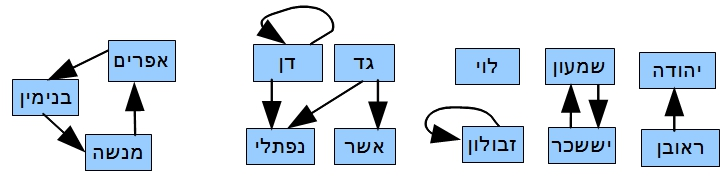 יהודה
שמעון
לוי
גד
דן
אפרים
ראובן
יששכר
זבולון
אשר
נפתלי
בנימין
מנשה